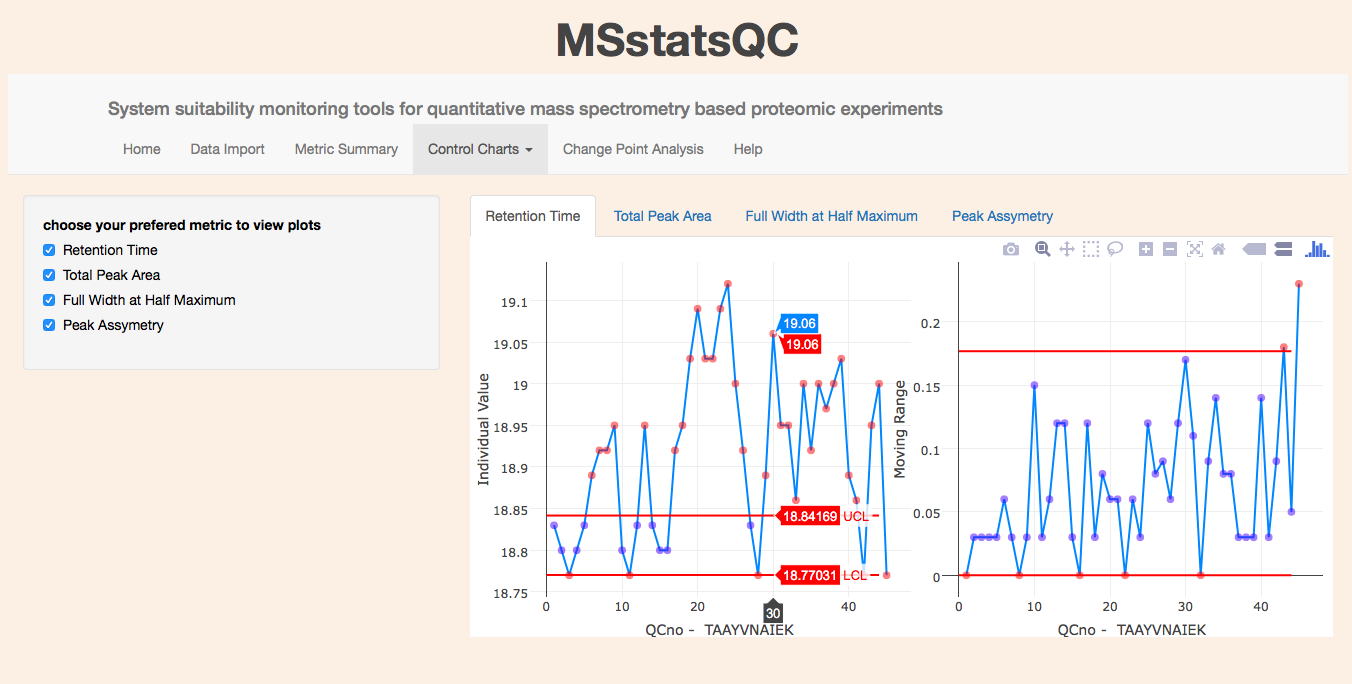 MSstatsQC
System suitability monitoring tools for quantitative mass spectrometry based proteomic experiments
Home Data Import Metric Summary Control Charts Change Point Analysis Help
choose your prefered metric to view plots
Retention Time
Total Peak Area
Full Width at Half Maximum
Peak Assymetry
Retention Time Total Peak Area Full Width at Half Maximum Peak Assymetry
Individual Value
19.1
19.05
19
18.95
18.9
18.85
18.8
18.75
19.06
19.06
18.84169 UCL
18.77031 LCL
0 10 20 30 40
QCno - TAAYVNAIEK
Moving Range
0.2
0.15
0.1
0.05
0
0 10 20 30 40
QCno - TAAYVNAIEK